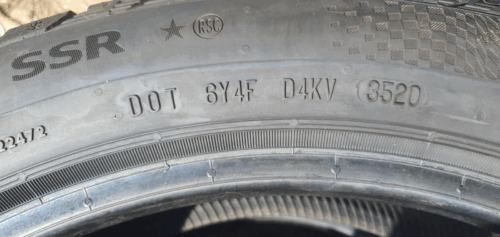 SSR ★ RSC
DOT 6Y4F D4KV 3520